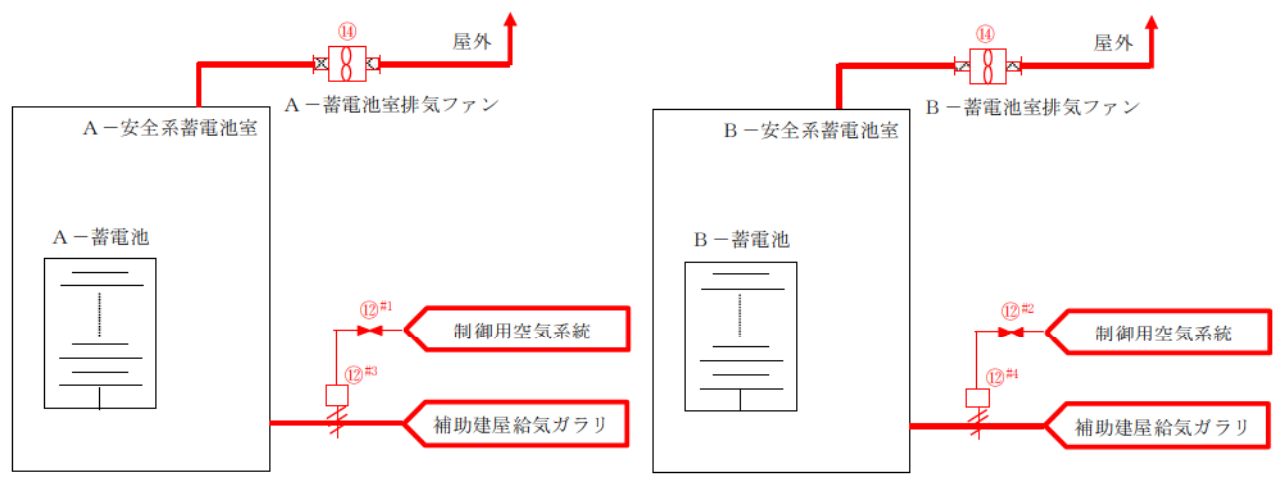 ⑭
屋外
A－蓄電池室排気ファン
A－安全系蓄電池室
A－蓄電池
⑫#1
制御用空気系統
⑫#3
補助建屋給気ガラリ
⑭
屋外
B－蓄電池室排気ファン
B－安全系蓄電池室
B－蓄電池
⑫#2
制御用空気系統
⑫#4
補助建屋給気ガラリ